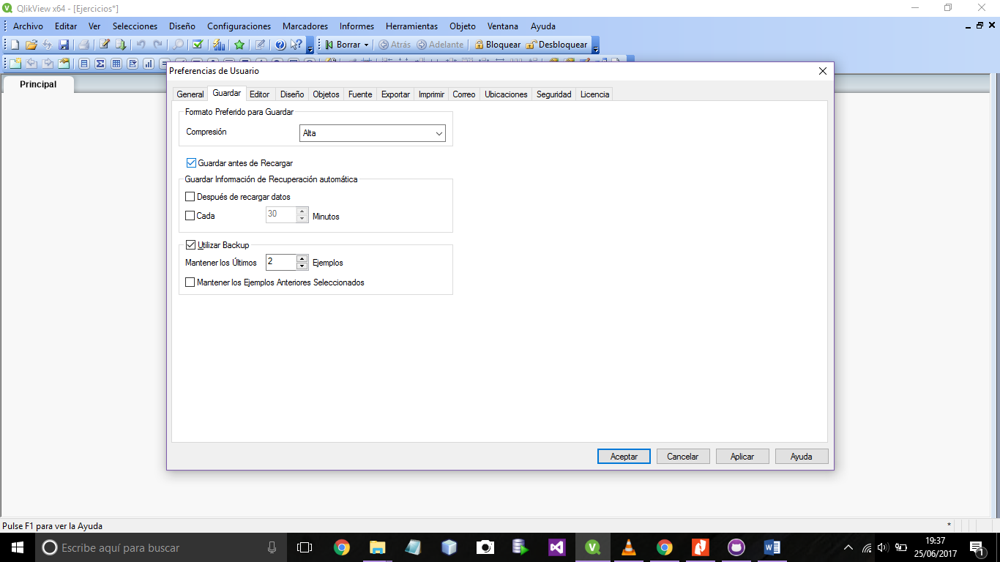 QlikView x64 - [Ejercicios*]
Archivo Editar Ver Selecciones Diseño Configuraciones Marcadores Informes Herramientas Objeto Ventana Ayuda
Borrar Atrás Adelante Bloquear Desbloquear
Principal
Preferencias de Usuario
General Guardar Editor Diseño Objetos Fuente Exportar Imprimir Correo Ubicaciones Seguridad Licencia
Formato Preferido para Guardar
Compresión Alta
Guardar antes de Recargar
Guardar Información de Recuperación automática
Después de recargar datos
Cada 30 Minutos
Utilizar Backup
Mantener los Últimos 2 Ejemplos
Mantener los Ejemplos Anteriores Seleccionados
Aceptar Cancelar Aplicar Ayuda
Pulse F1 para ver la Ayuda *
Escribe aquí para buscar
19:37
25/06/2017
1